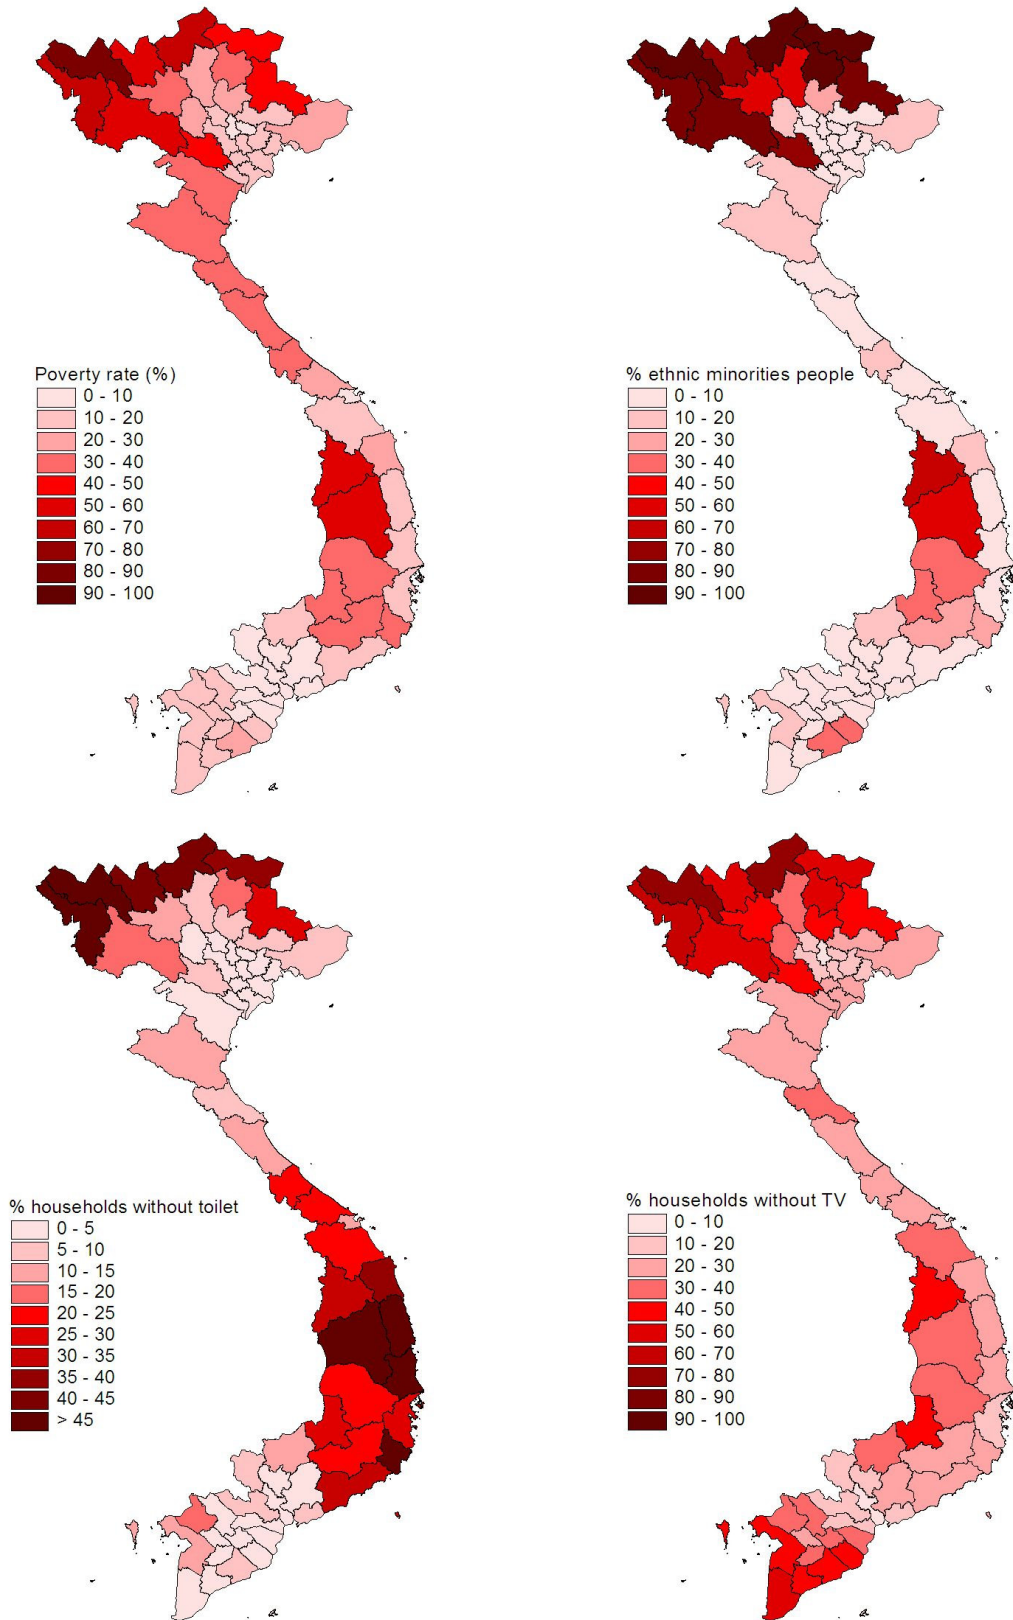 Poverty rate (%)
0 - 10
10 - 20
20 - 30
30 - 40
40 - 50
50 - 60
60 - 70
70 - 80
80 - 90
90 - 100
% ethnic minorities people
0 - 10
10 - 20
20 - 30
30 - 40
40 - 50
50 - 60
60 - 70
70 - 80
80 - 90
90 - 100
% households without toilet
0 - 5
5 - 10
10 - 15
15 - 20
20 - 25
25 - 30
30 - 35
35 - 40
40 - 45
> 45
% households without TV
0 - 10
10 - 20
20 - 30
30 - 40
40 - 50
50 - 60
60 - 70
70 - 80
80 - 90
90 - 100